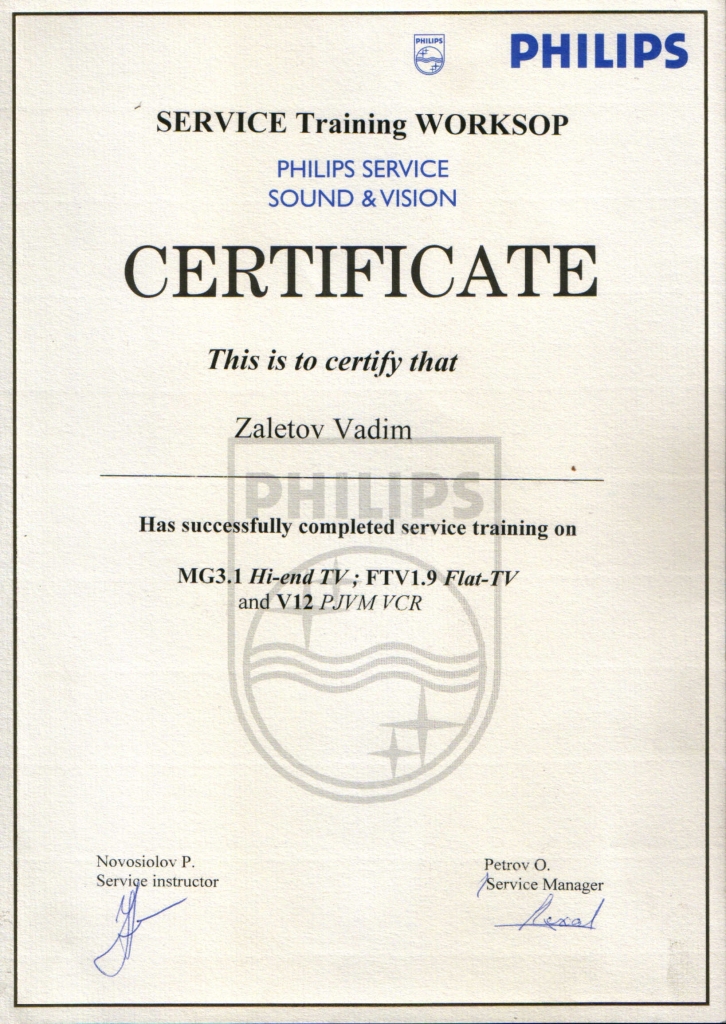 PHILIPS
PHILIPS
SERVICE Training WORKSOP
PHILIPS SERVICE
SOUND & VISION
CERTIFICATE
This is to certify that
Zaletov Vadim
PHILIPS
Has successfully completed service training on
MG3.1 Hi-end TV ; FTV1.9 Flat-TV
and V12 PJVM VCR
Novosiolov P.
Service instructor
Petrov O.
Service Manager